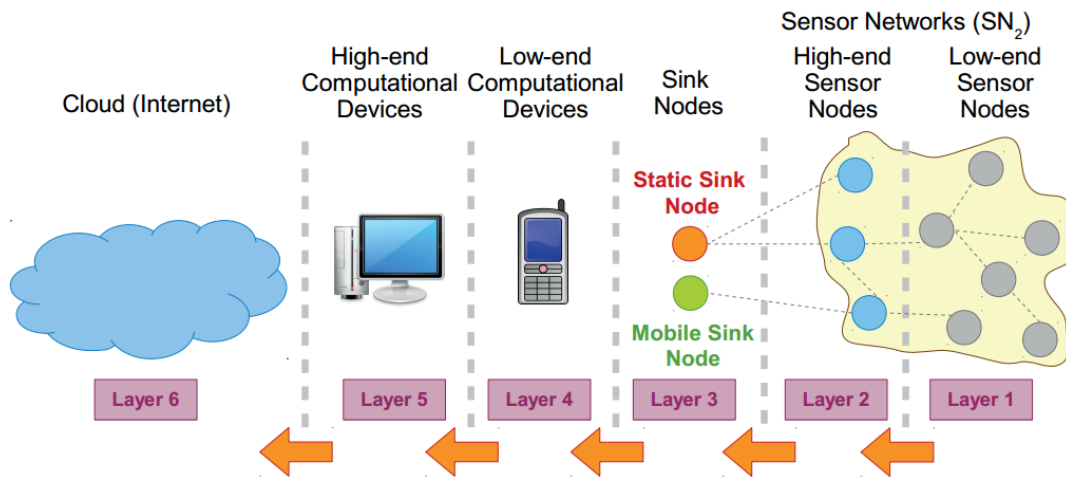 Sensor Networks (SN₂)
Cloud (Internet)
High-end
Computational
Devices
Low-end
Computational
Devices
Sink
Nodes
High-end
Sensor
Nodes
Low-end
Sensor
Nodes
Static Sink
Node
Mobile Sink
Node
Layer 6
Layer 5
Layer 4
Layer 3
Layer 2
Layer 1